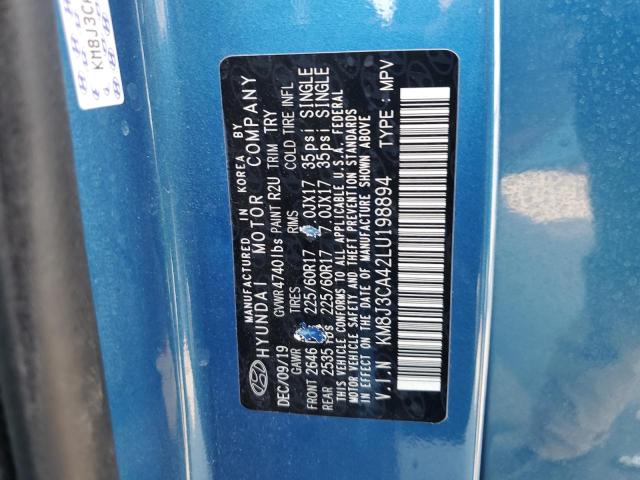 KM8J3CA
MANUFACTURED IN KOREA BY
HYUNDAI MOTOR COMPANY
DEC/09/19 GVWR 4740lbs PAINT R2U TRIM TRY
GAWR TIRES RIMS COLD TIRE INFL
FRONT 2646 225/60R17 .0JX17 35psi SINGLE
REAR 2535 lbs 225/60R17 7.0JX17 35psi SINGLE
THIS VEHICLE CONFORMS TO ALL APPLICABLE U.S.A. FEDERAL
MOTOR VEHICLE SAFETY AND THEFT PREVENTION STANDARDS
IN EFFECT ON THE DATE OF MANUFACTURE SHOWN ABOVE
V.I.N KM8J3CA42LU198894 TYPE: MPV